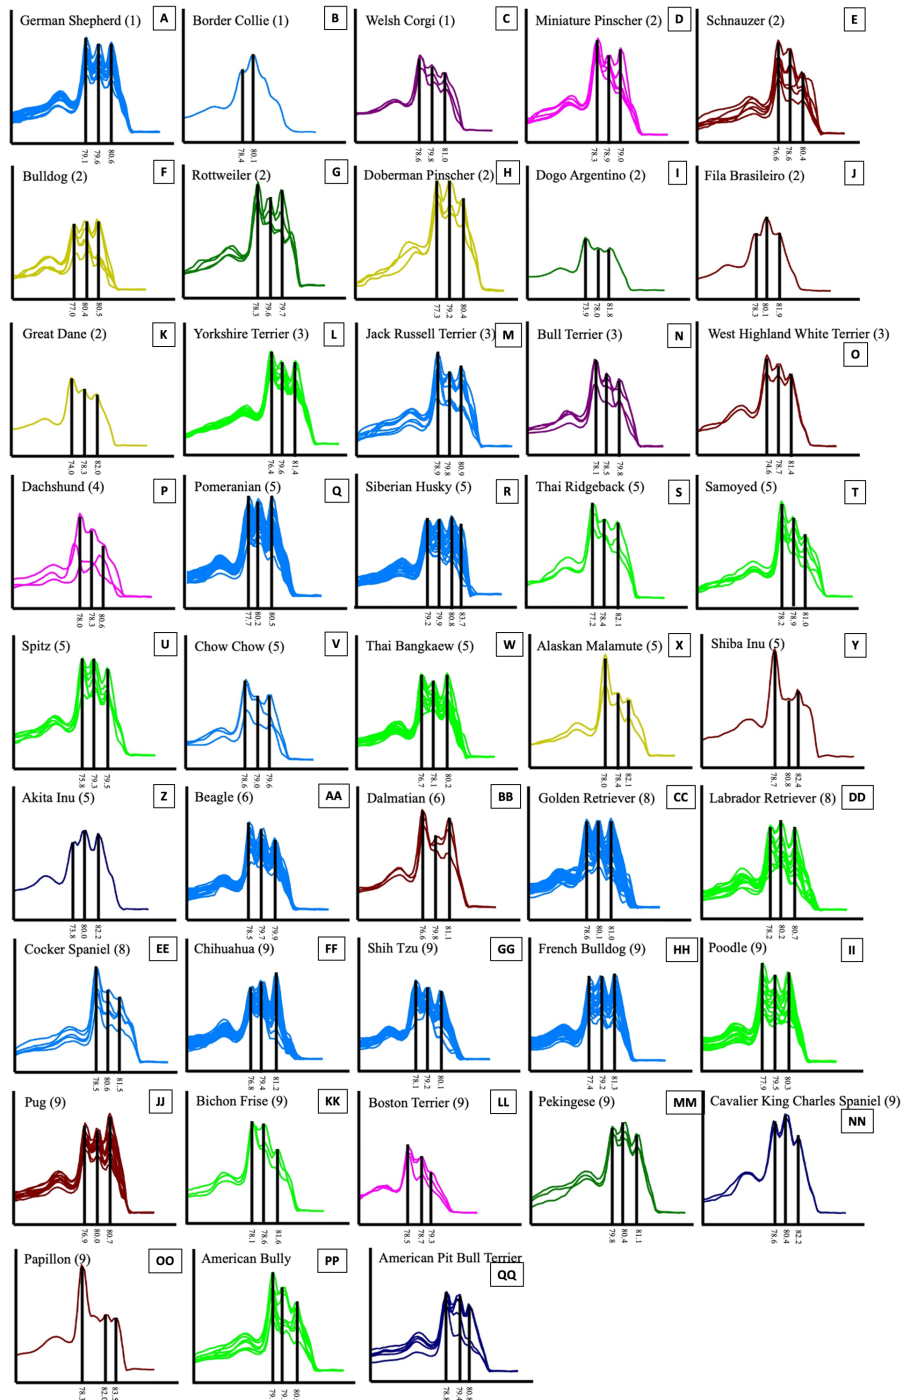 German Shepherd (1) A
79.1 79.6 80.6
Border Collie (1) B
78.4 80.1
Welsh Corgi (1) C
78.6 79.8 81.0
Miniature Pinscher (2) D
78.3 78.9 79.0
Schnauzer (2) E
76.6 78.6 80.4
Bulldog (2) F
77.0 80.4 80.5
Rottweiler (2) G
78.3 79.6 79.7
Doberman Pinscher (2) H
77.3 79.2 80.4
Dogo Argentino (2) I
73.9 78.0 81.8
Fila Brasileiro (2) J
78.3 80.1 81.9
Great Dane (2) K
74.0 78.3 82.0
Yorkshire Terrier (3) L
76.4 79.6 81.4
Jack Russell Terrier (3) M
78.9 79.8 80.9
Bull Terrier (3) N
78.1 78.5 79.8
West Highland White Terrier (3)
O
74.6 78.7 81.4
Dachshund (4) P
78.0 78.3 80.6
Pomeranian (5) Q
77.7 80.2 80.5
Siberian Husky (5) R
79.2 79.9 80.8 83.7
Thai Ridgeback (5) S
77.2 78.4 82.1
Samoyed (5) T
78.2 78.9 81.0
Spitz (5) U
75.8 79.3 79.5
Chow Chow (5) V
78.6 79.0 79.6
Thai Bangkaew (5) W
76.7 78.1 80.2
Alaskan Malamute (5) X
78.0 78.4 82.1
Shiba Inu (5) Y
78.7 80.8 82.4
Akita Inu (5) Z
73.8 80.0 82.2
Beagle (6) AA
78.5 79.7 79.9
Dalmatian (6) BB
76.6 79.8 81.1
Golden Retriever (8) CC
78.6 80.1 81.0
Labrador Retriever (8) DD
78.2 80.2 80.7
Cocker Spaniel (8) EE
78.5 80.6 81.5
Chihuahua (9) FF
76.8 79.4 81.2
Shih Tzu (9) GG
78.1 79.2 80.1
French Bulldog (9) HH
77.4 79.2 81.3
Poodle (9) II
77.9 79.5 80.3
Pug (9) JJ
76.9 80.0 80.7
Bichon Frise (9) KK
78.1 78.6 81.6
Boston Terrier (9) LL
78.5 78.7 79.3
Pekingese (9) MM
79.8 80.4 81.1
Cavalier King Charles Spaniel (9)
NN
78.6 80.4 82.2
Papillon (9) OO
78.3 82.0 83.5
American Bully PP
American Pit Bull Terrier
QQ
78.8 79.4 80.8